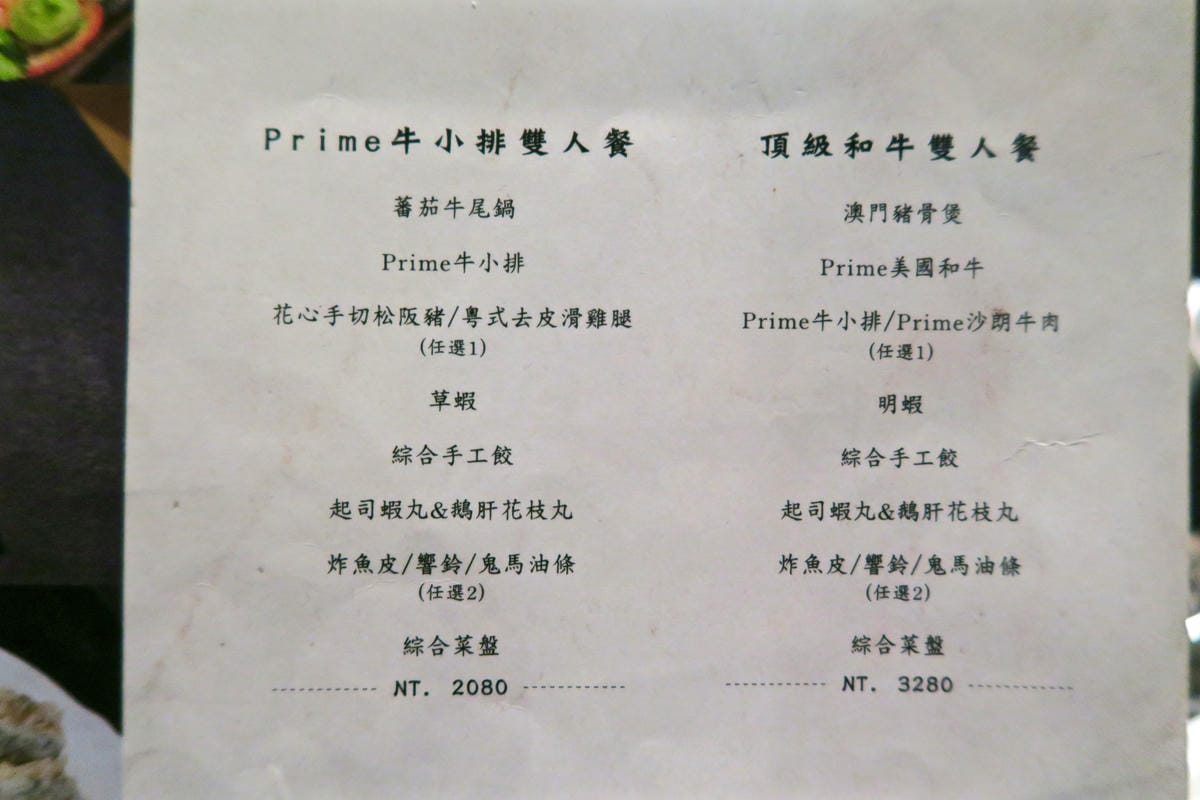 Prime牛小排雙人餐
蕃茄牛尾鍋
Prime牛小排
花心手切松阪豬/粵式去皮滑雞腿
(任選1)
草蝦
綜合手工餃
起司蝦丸&鵝肝花枝丸
炸魚皮/響鈴/鬼馬油條
(任選2)
綜合菜盤
NT. 2080
頂級和牛雙人餐
澳門豬骨煲
Prime美國和牛
Prime牛小排/Prime沙朗牛肉
(任選1)
明蝦
綜合手工餃
起司蝦丸&鵝肝花枝丸
炸魚皮/響鈴/鬼馬油條
(任選2)
綜合菜盤
NT. 3280